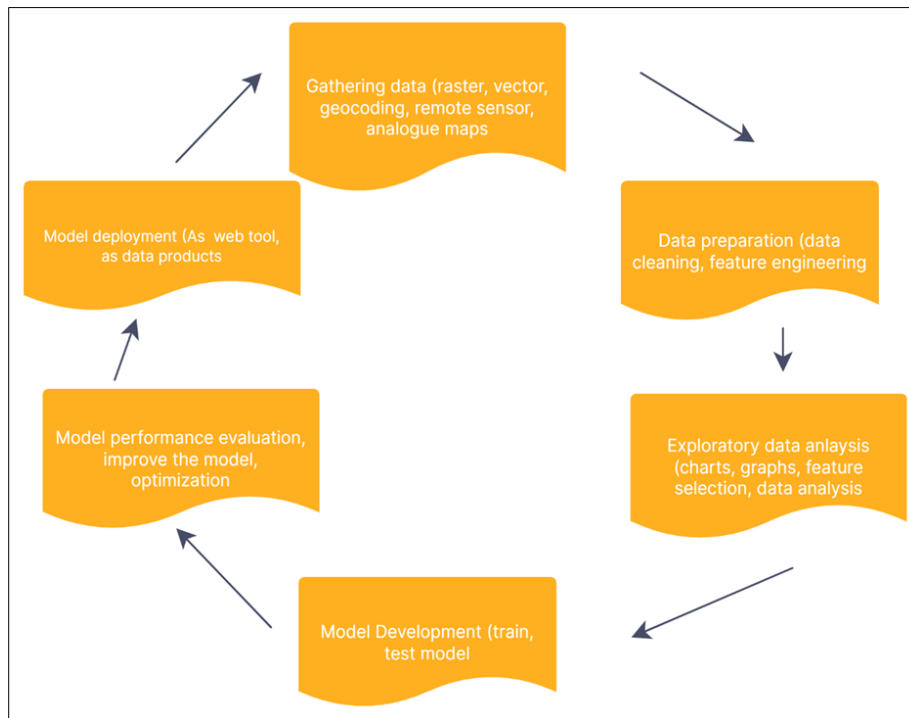 Gathering data (raster, vector,
geocoding, remote sensor,
analogue maps
Data preparation (data
cleaning, feature engineering
Exploratory data anlaysis
(charts, graphs, feature
selection, data analysis
Model Development (train,
test model
Model performance evaluation,
improve the model,
optimization
Model deployment (As web tool,
as data products